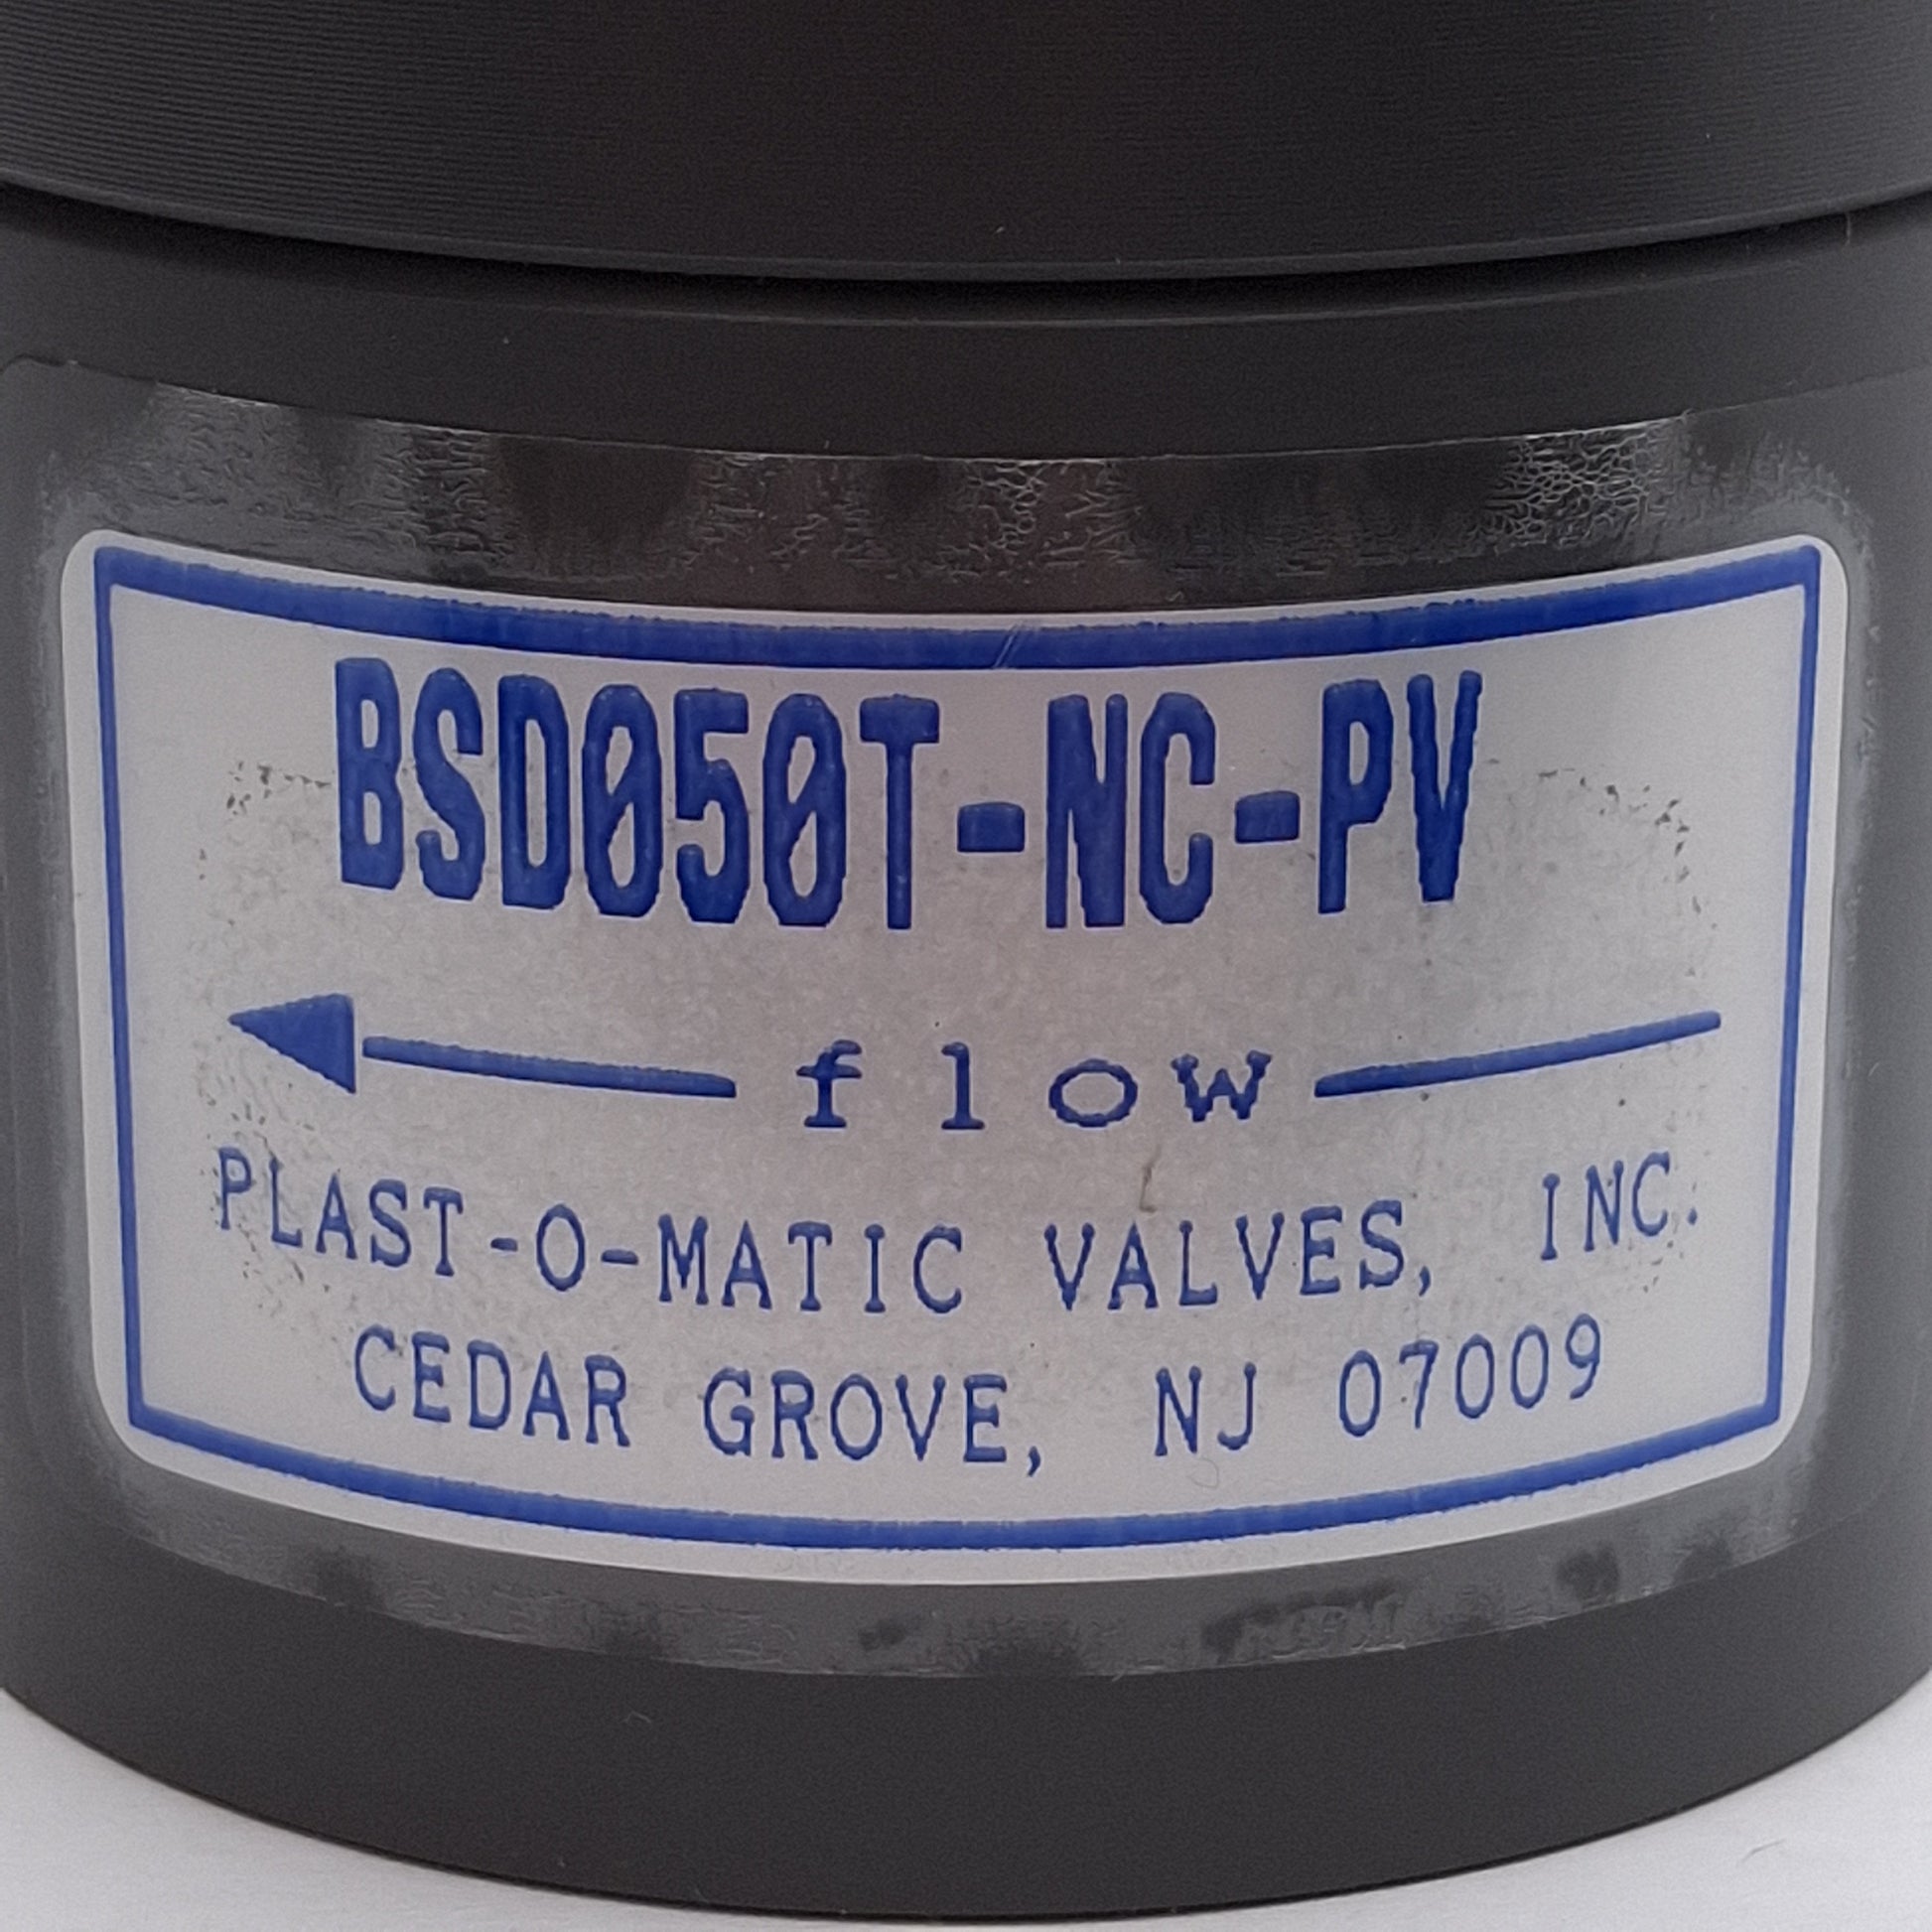 BSD050T-NC-PV
flow
PLAST-O-MATIC VALVES, INC.
CEDAR GROVE, NJ 07009